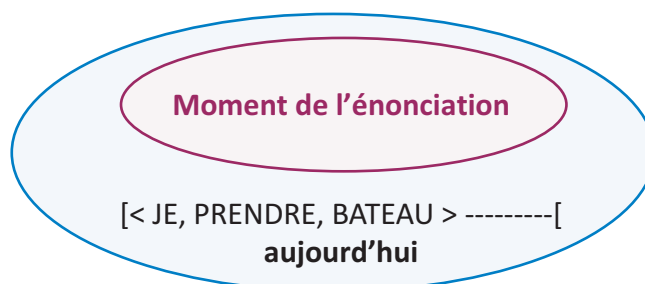 Moment de l’énonciation
[< JE, PRENDRE, BATEAU > ---------[
aujourd’hui